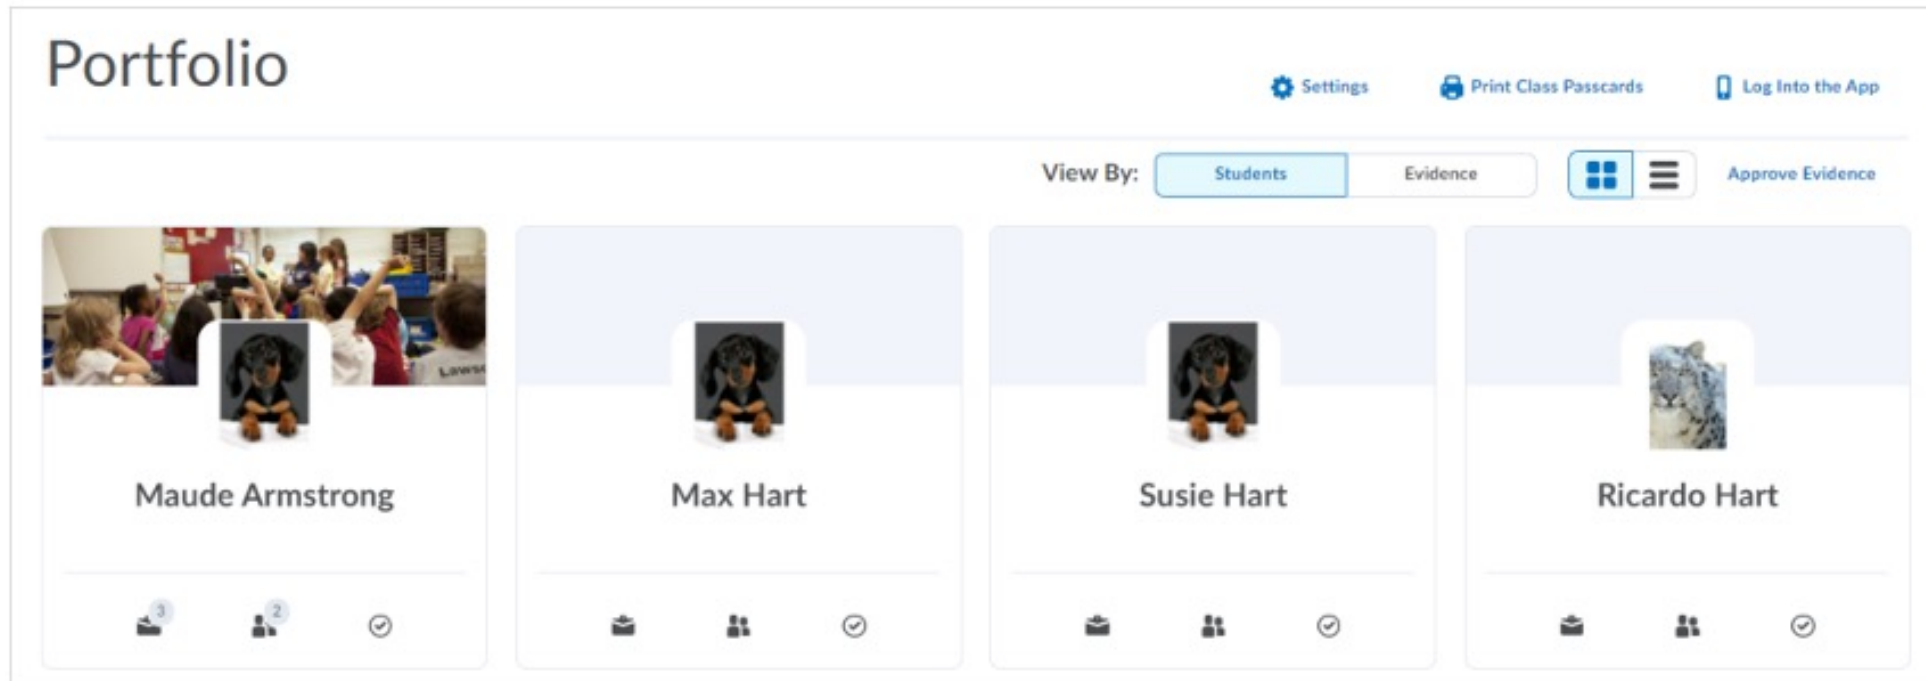 Portfolio
Settings Print Class Passcards Log Into the App
View By: Students Evidence Approve Evidence
Lawso
Maude Armstrong Max Hart Susie Hart Ricardo Hart
3 2